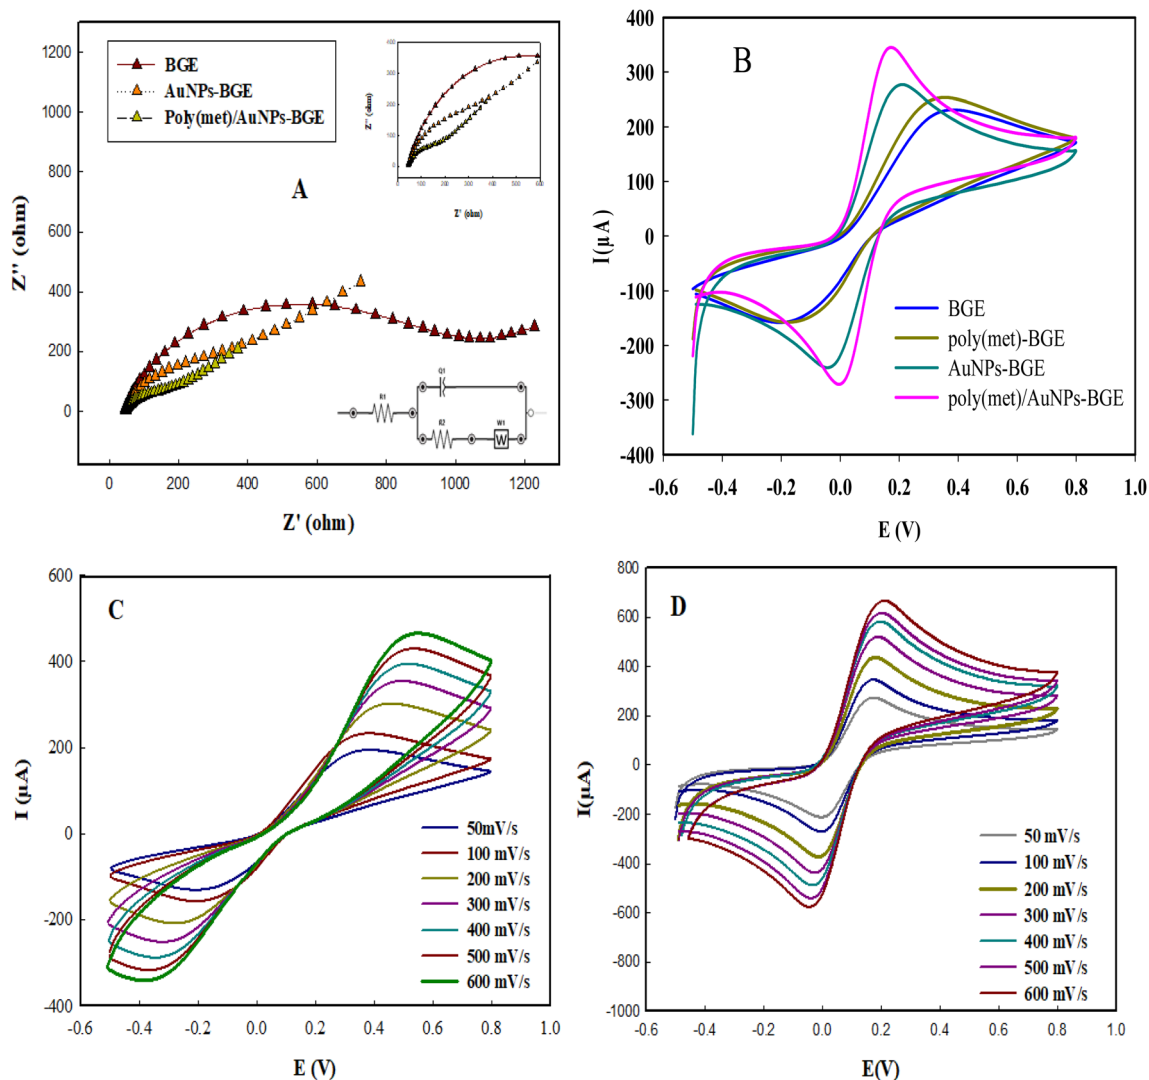 A
BGE
AuNPs-BGE
Poly(met)/AuNPs-BGE
Z'' (ohm)
1200
1000
800
600
400
200
0
0 200 400 600 800 1000 1200
Z' (ohm)
Z'' (ohm)
400
300
200
100
0
0 100 200 300 400 500 600
Z' (ohm)
R1
Q1
R2
W1
W
B
I (µA)
400
300
200
100
0
-100
-200
-300
-400
BGE
poly(met)-BGE
AuNPs-BGE
poly(met)/AuNPs-BGE
-0.6 -0.4 -0.2 0.0 0.2 0.4 0.6 0.8 1.0
E (V)
C
I (µA)
600
400
200
0
-200
-400
50mV/s
100 mV/s
200 mV/s
300 mV/s
400 mV/s
500 mV/s
600 mV/s
-0.6 -0.4 -0.2 0.0 0.2 0.4 0.6 0.8 1.0
E (V)
D
I(µA)
800
600
400
200
0
-200
-400
-600
-800
-1000
50 mV/s
100 mV/s
200 mV/s
300 mV/s
400 mV/s
500 mV/s
600 mV/s
-0.6 -0.4 -0.2 0.0 0.2 0.4 0.6 0.8 1.0
E(V)